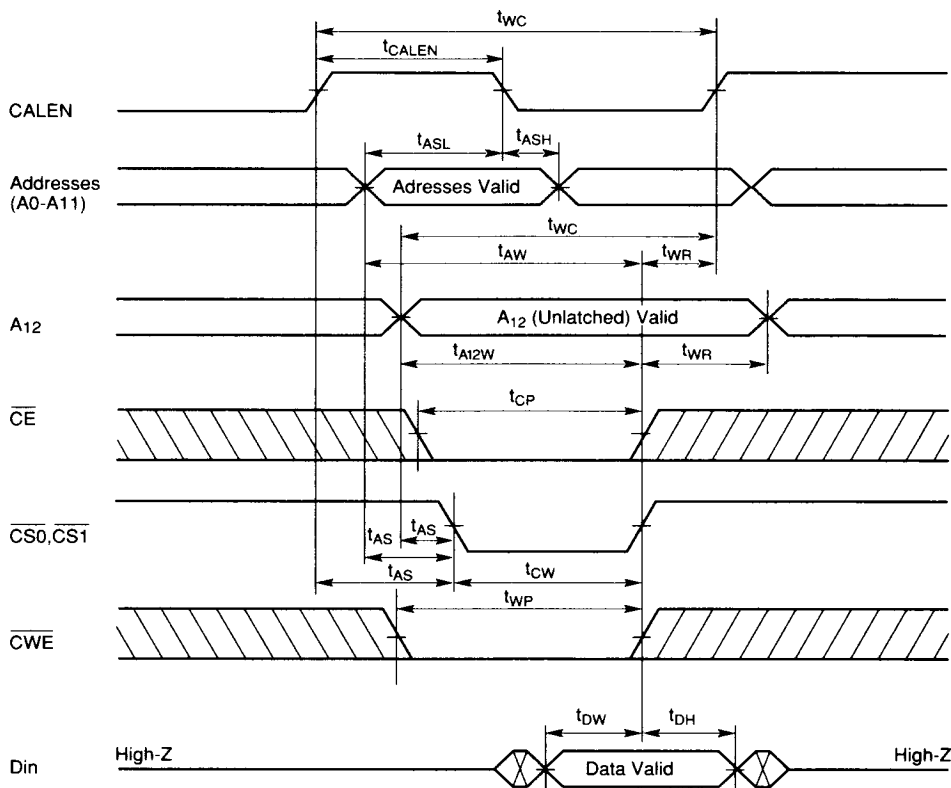 tWC
tCALEN
CALEN
tASL
tASH
Addresses
(A0-A11)
Adresses Valid
tWC
tAW
tWR
A12
A12 (Unlatched) Valid
tA12W
tWR
CE
tCP
CS0,CS1
tAS
tAS
tAS
tCW
tWP
CWE
tDW
tDH
Din
High-Z
Data Valid
High-Z